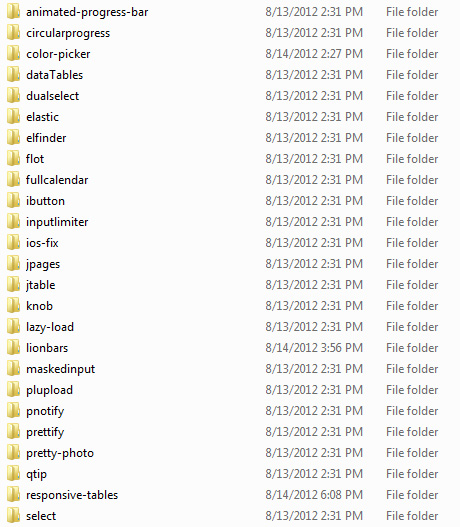 animated-progress-bar 8/13/2012 2:31 PM File folder
circularprogress 8/13/2012 2:31 PM File folder
color-picker 8/14/2012 2:27 PM File folder
dataTables 8/13/2012 2:31 PM File folder
dualselect 8/13/2012 2:31 PM File folder
elastic 8/13/2012 2:31 PM File folder
elfinder 8/13/2012 2:31 PM File folder
flot 8/13/2012 2:31 PM File folder
fullcalendar 8/13/2012 2:31 PM File folder
ibutton 8/13/2012 2:31 PM File folder
inputlimiter 8/13/2012 2:31 PM File folder
ios-fix 8/13/2012 2:31 PM File folder
jpages 8/13/2012 2:31 PM File folder
jtable 8/13/2012 2:31 PM File folder
knob 8/13/2012 2:31 PM File folder
lazy-load 8/13/2012 2:31 PM File folder
lionbars 8/14/2012 3:56 PM File folder
maskedinput 8/13/2012 2:31 PM File folder
plupload 8/13/2012 2:31 PM File folder
pnotify 8/13/2012 2:31 PM File folder
prettify 8/13/2012 2:31 PM File folder
pretty-photo 8/13/2012 2:31 PM File folder
qtip 8/13/2012 2:31 PM File folder
responsive-tables 8/14/2012 6:08 PM File folder
select 8/13/2012 2:31 PM File folder